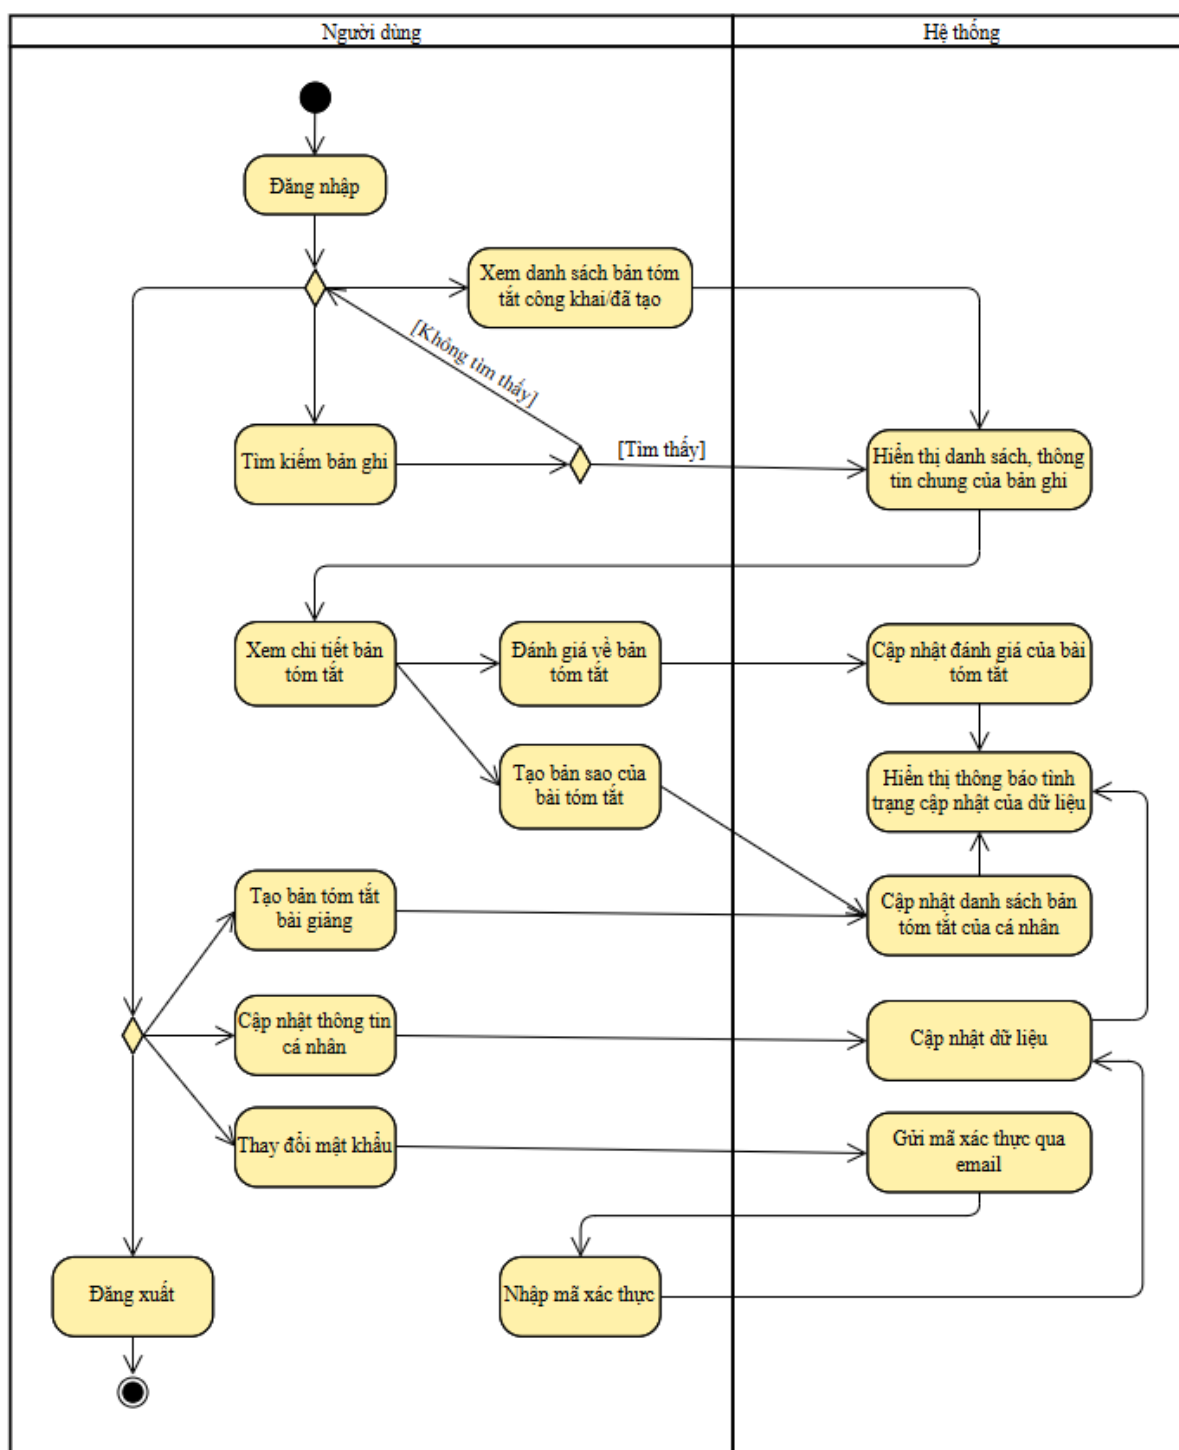 Người dùng
Hệ thống
Đăng nhập
Xem danh sách bản tóm
tắt công khai/đã tạo
[Không tìm thấy]
Tìm kiếm bản ghi
[Tìm thấy]
Hiển thị danh sách, thông
tin chung của bản ghi
Xem chi tiết bản
tóm tắt
Đánh giá về bản
tóm tắt
Cập nhật đánh giá của bài
tóm tắt
Tạo bản sao của
bài tóm tắt
Hiển thị thông báo tình
trạng cập nhật của dữ liệu
Tạo bản tóm tắt
bài giảng
Cập nhật danh sách bản
tóm tắt của cá nhân
Cập nhật thông tin
cá nhân
Cập nhật dữ liệu
Thay đổi mật khẩu
Gửi mã xác thực qua
email
Đăng xuất
Nhập mã xác thực